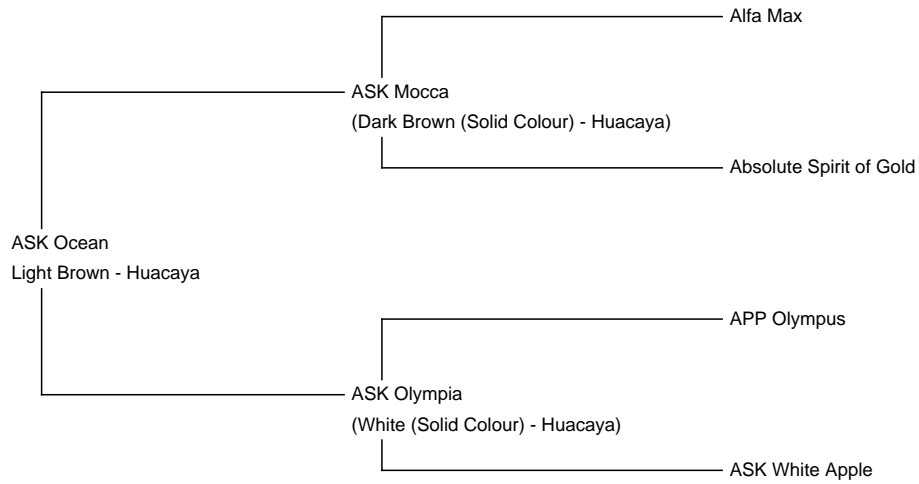 Alfa Max
ASK Mocca
(Dark Brown (Solid Colour) - Huacaya)
Absolute Spirit of Gold
ASK Ocean
Light Brown - Huacaya
APP Olympus
ASK Olympia
(White (Solid Colour) - Huacaya)
ASK White Apple